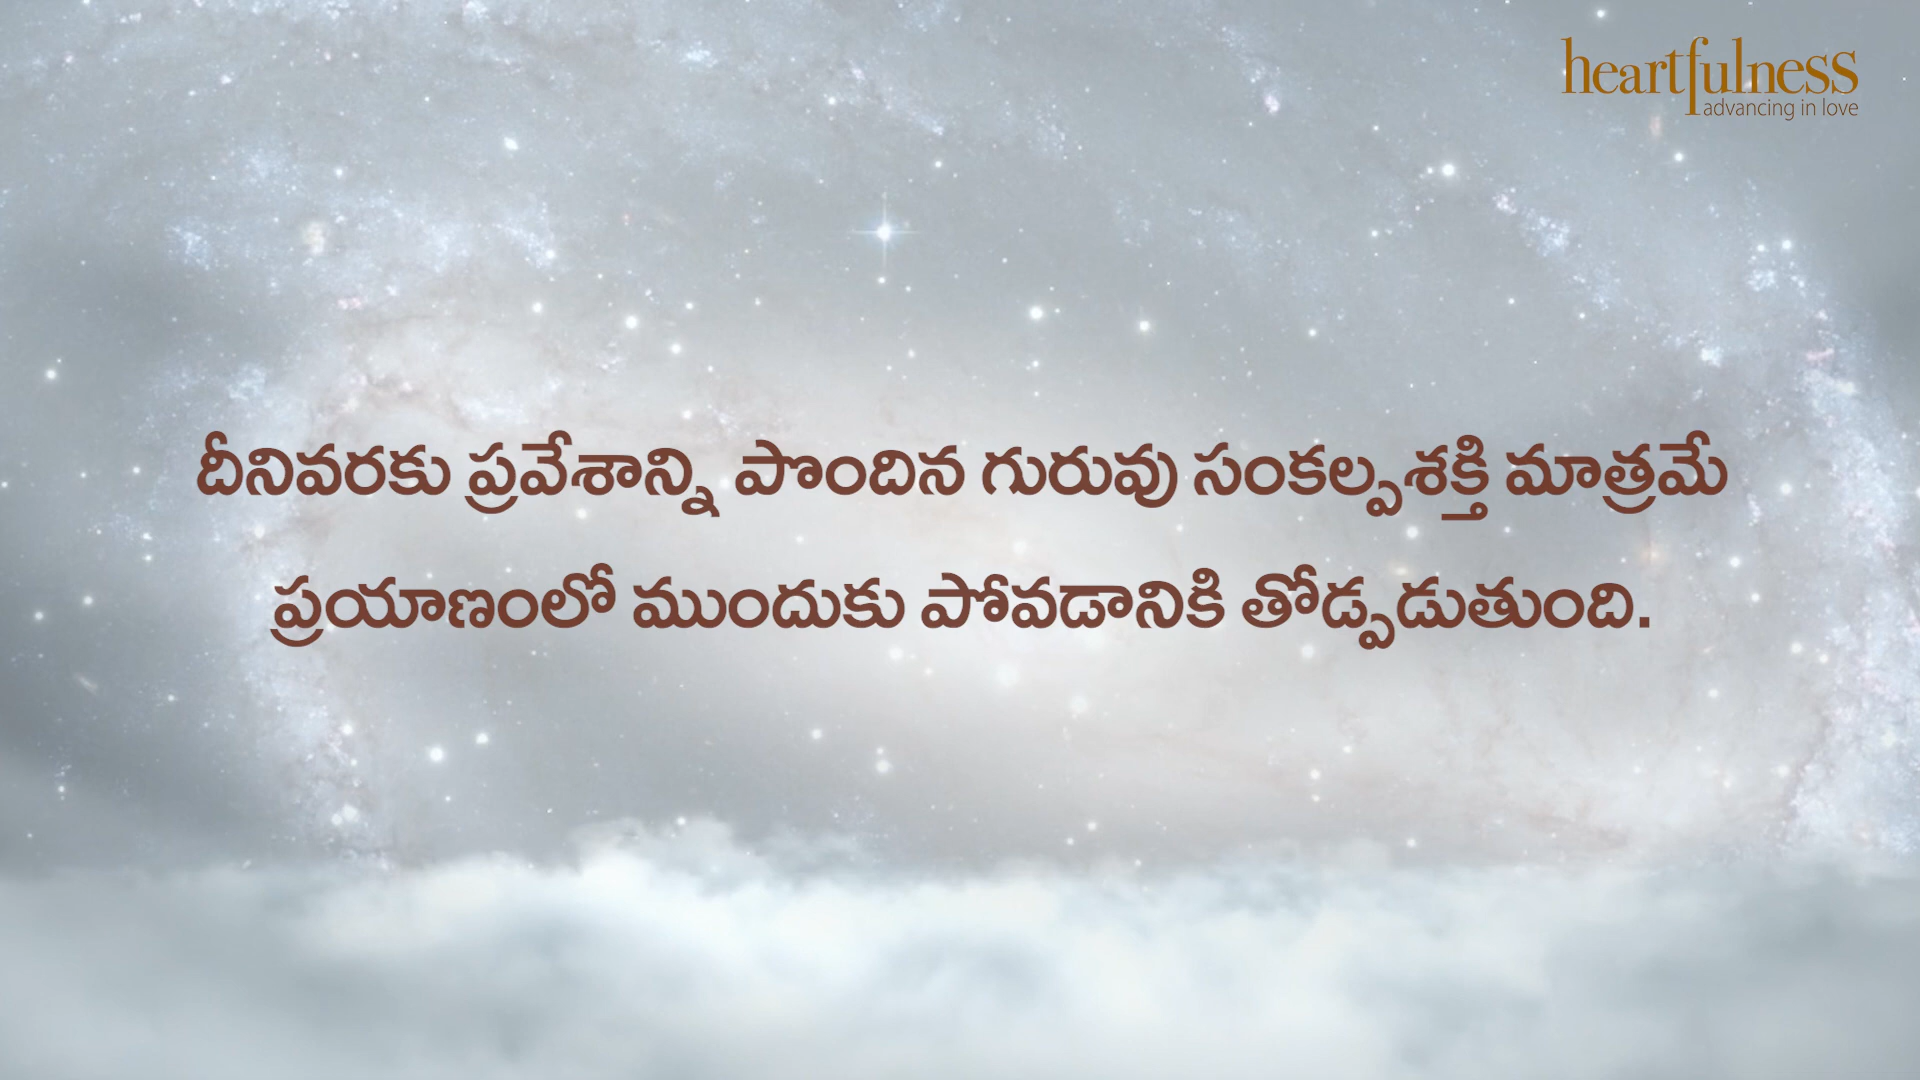 heartfulness
advancing in love
దీనివరకు ప్రవేశాన్ని పొందిన గురువు సంకల్పశక్తి మాత్రమే
ప్రయాణంలో ముందుకు పోవడానికి తోడ్పడుతుంది.